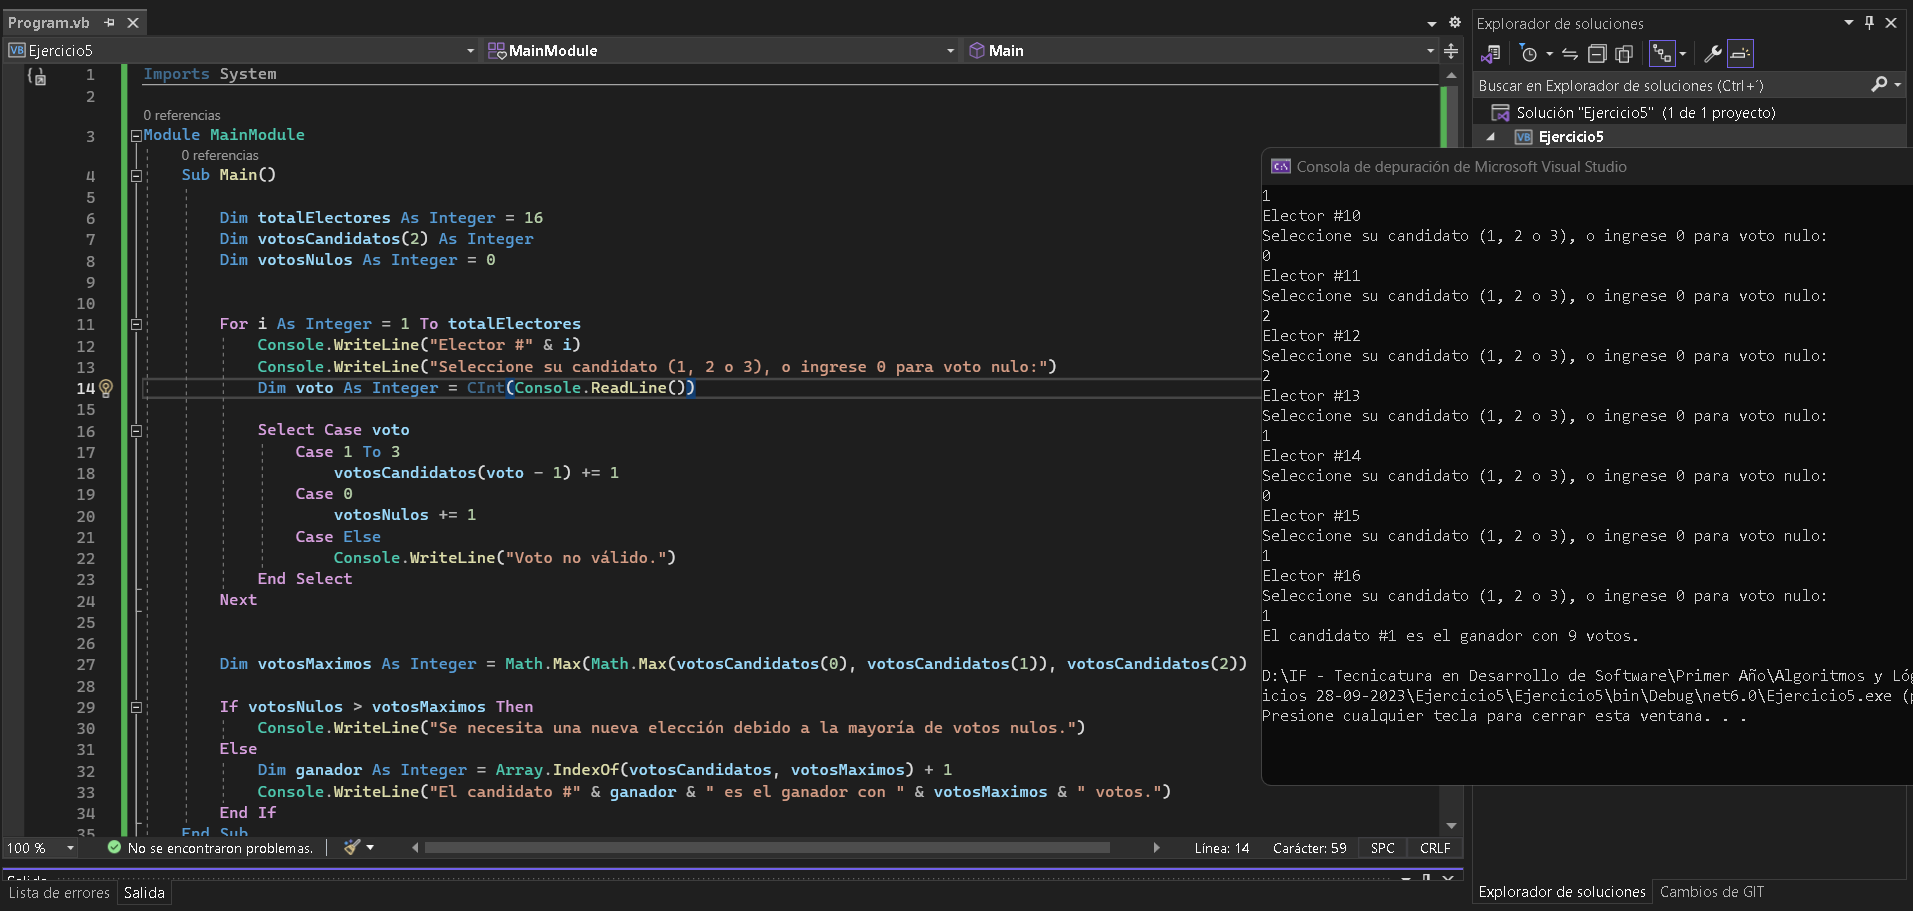 Program.vb
Ejercicio5
MainModule
Main
1 Imports System
2
0 referencias
3 Module MainModule
0 referencias
4 Sub Main()
5
6 Dim totalElectores As Integer = 16
7 Dim votosCandidatos(2) As Integer
8 Dim votosNulos As Integer = 0
9
10
11 For i As Integer = 1 To totalElectores
12 Console.WriteLine("Elector #" & i)
13 Console.WriteLine("Seleccione su candidato (1, 2 o 3), o ingrese 0 para voto nulo:")
14 Dim voto As Integer = CInt(Console.ReadLine())
15
16 Select Case voto
17 Case 1 To 3
18 votosCandidatos(voto - 1) += 1
19 Case 0
20 votosNulos += 1
21 Case Else
22 Console.WriteLine("Voto no válido.")
23 End Select
24 Next
25
26
27 Dim votosMaximos As Integer = Math.Max(Math.Max(votosCandidatos(0), votosCandidatos(1)), votosCandidatos(2))
28
29 If votosNulos > votosMaximos Then
30 Console.WriteLine("Se necesita una nueva elección debido a la mayoría de votos nulos.")
31 Else
32 Dim ganador As Integer = Array.IndexOf(votosCandidatos, votosMaximos) + 1
33 Console.WriteLine("El candidato #" & ganador & " es el ganador con " & votosMaximos & " votos.")
34 End If
35 End Sub
100 %
No se encontraron problemas.
Línea: 14
Carácter: 59
SPC
CRLF
Salida
Lista de errores
Salida
Explorador de soluciones
Buscar en Explorador de soluciones (Ctrl+´)
Solución "Ejercicio5" (1 de 1 proyecto)
VB Ejercicio5
Consola de depuración de Microsoft Visual Studio
1
Elector #10
Seleccione su candidato (1, 2 o 3), o ingrese 0 para voto nulo:
0
Elector #11
Seleccione su candidato (1, 2 o 3), o ingrese 0 para voto nulo:
2
Elector #12
Seleccione su candidato (1, 2 o 3), o ingrese 0 para voto nulo:
2
Elector #13
Seleccione su candidato (1, 2 o 3), o ingrese 0 para voto nulo:
1
Elector #14
Seleccione su candidato (1, 2 o 3), o ingrese 0 para voto nulo:
0
Elector #15
Seleccione su candidato (1, 2 o 3), o ingrese 0 para voto nulo:
1
Elector #16
Seleccione su candidato (1, 2 o 3), o ingrese 0 para voto nulo:
1
El candidato #1 es el ganador con 9 votos.
D:\IF - Tecnicatura en Desarrollo de Software\Primer Año\Algoritmos y Lóg
icios 28-09-2023\Ejercicio5\Ejercicio5\bin\Debug\net6.0\Ejercicio5.exe (p
Presione cualquier tecla para cerrar esta ventana. . .
Explorador de soluciones
Cambios de GIT